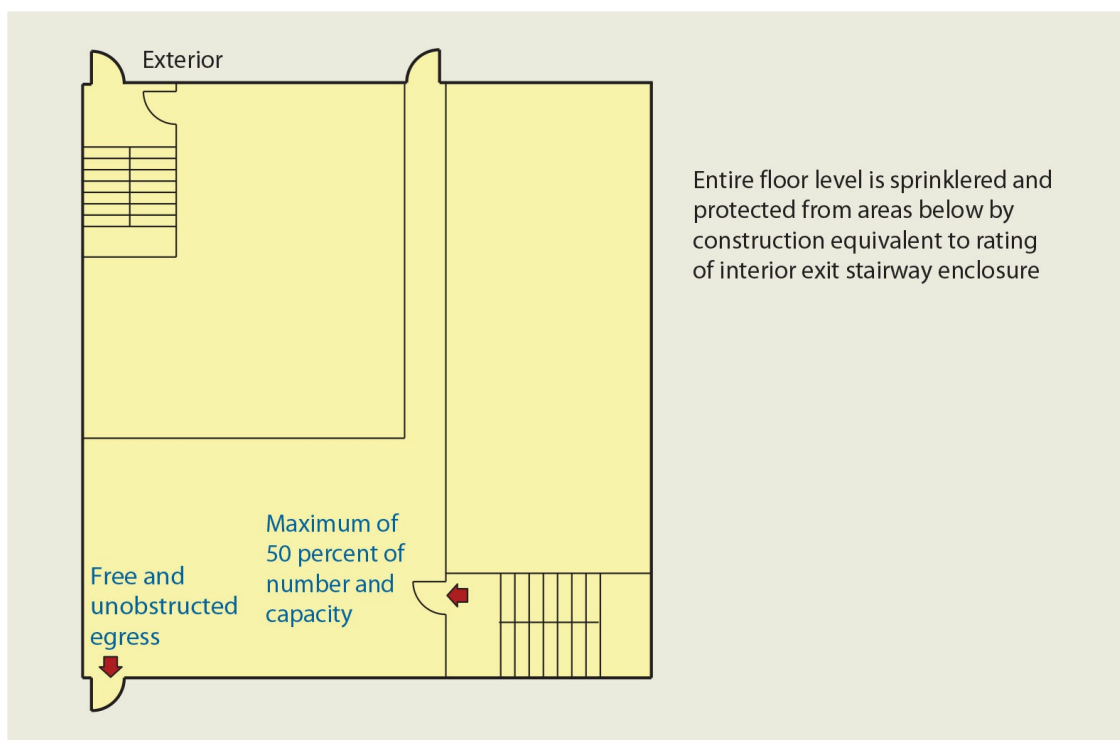 Exterior
Entire floor level is sprinklered and
protected from areas below by
construction equivalent to rating
of interior exit stairway enclosure
Maximum of
50 percent of
number and
capacity
Free and
unobstructed
egress